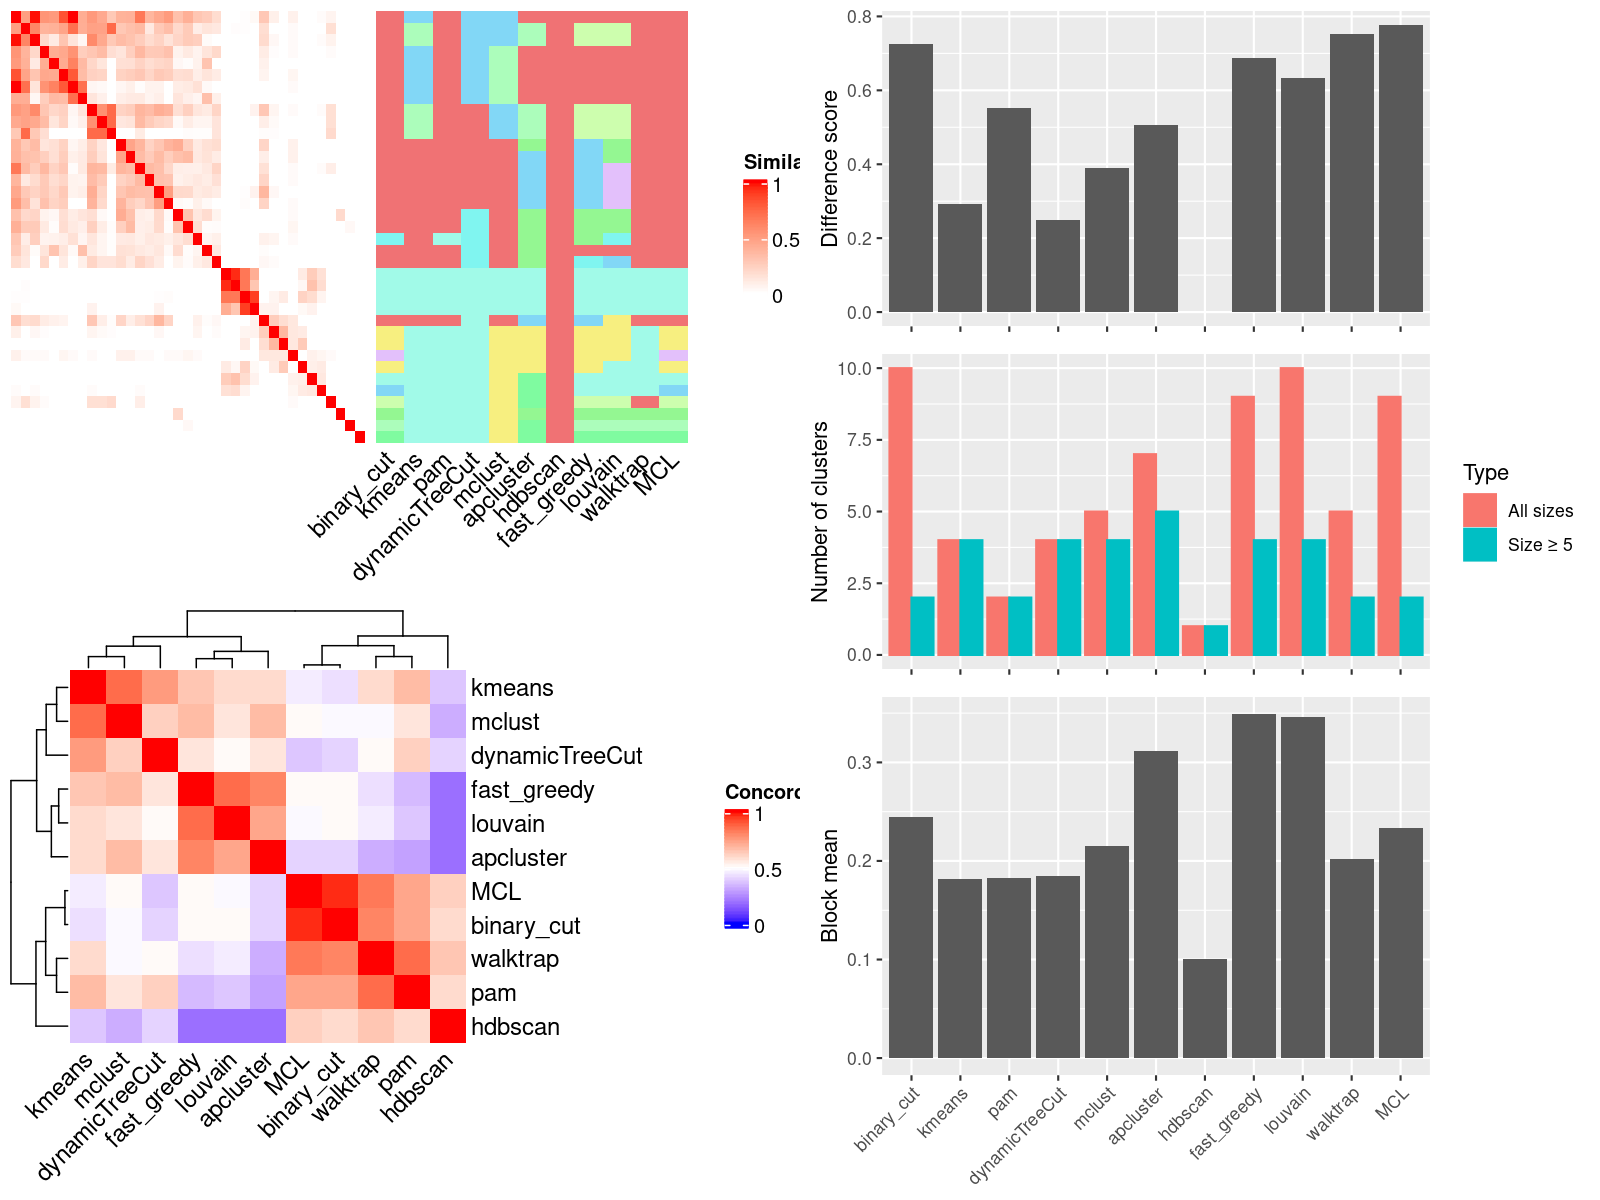 Simila
1
0.5
0
binary_cut
kmeans
pam
dynamicTreeCut
mclust
apcluster
hdbscan
fast_greedy
louvain
walktrap
MCL
kmeans
mclust
dynamicTreeCut
fast_greedy
louvain
apcluster
MCL
binary_cut
walktrap
pam
hdbscan
kmeans
mclust
dynamicTreeCut
fast_greedy
louvain
apcluster
MCL
binary_cut
walktrap
pam
hdbscan
Concord
1
0.5
0
Difference score
0.8
0.6
0.4
0.2
0.0
Number of clusters
10.0
7.5
5.0
2.5
0.0
Type
All sizes
Size ≥ 5
Block mean
0.3
0.2
0.1
0.0
binary_cut
kmeans
pam
dynamicTreeCut
mclust
apcluster
hdbscan
fast_greedy
louvain
walktrap
MCL